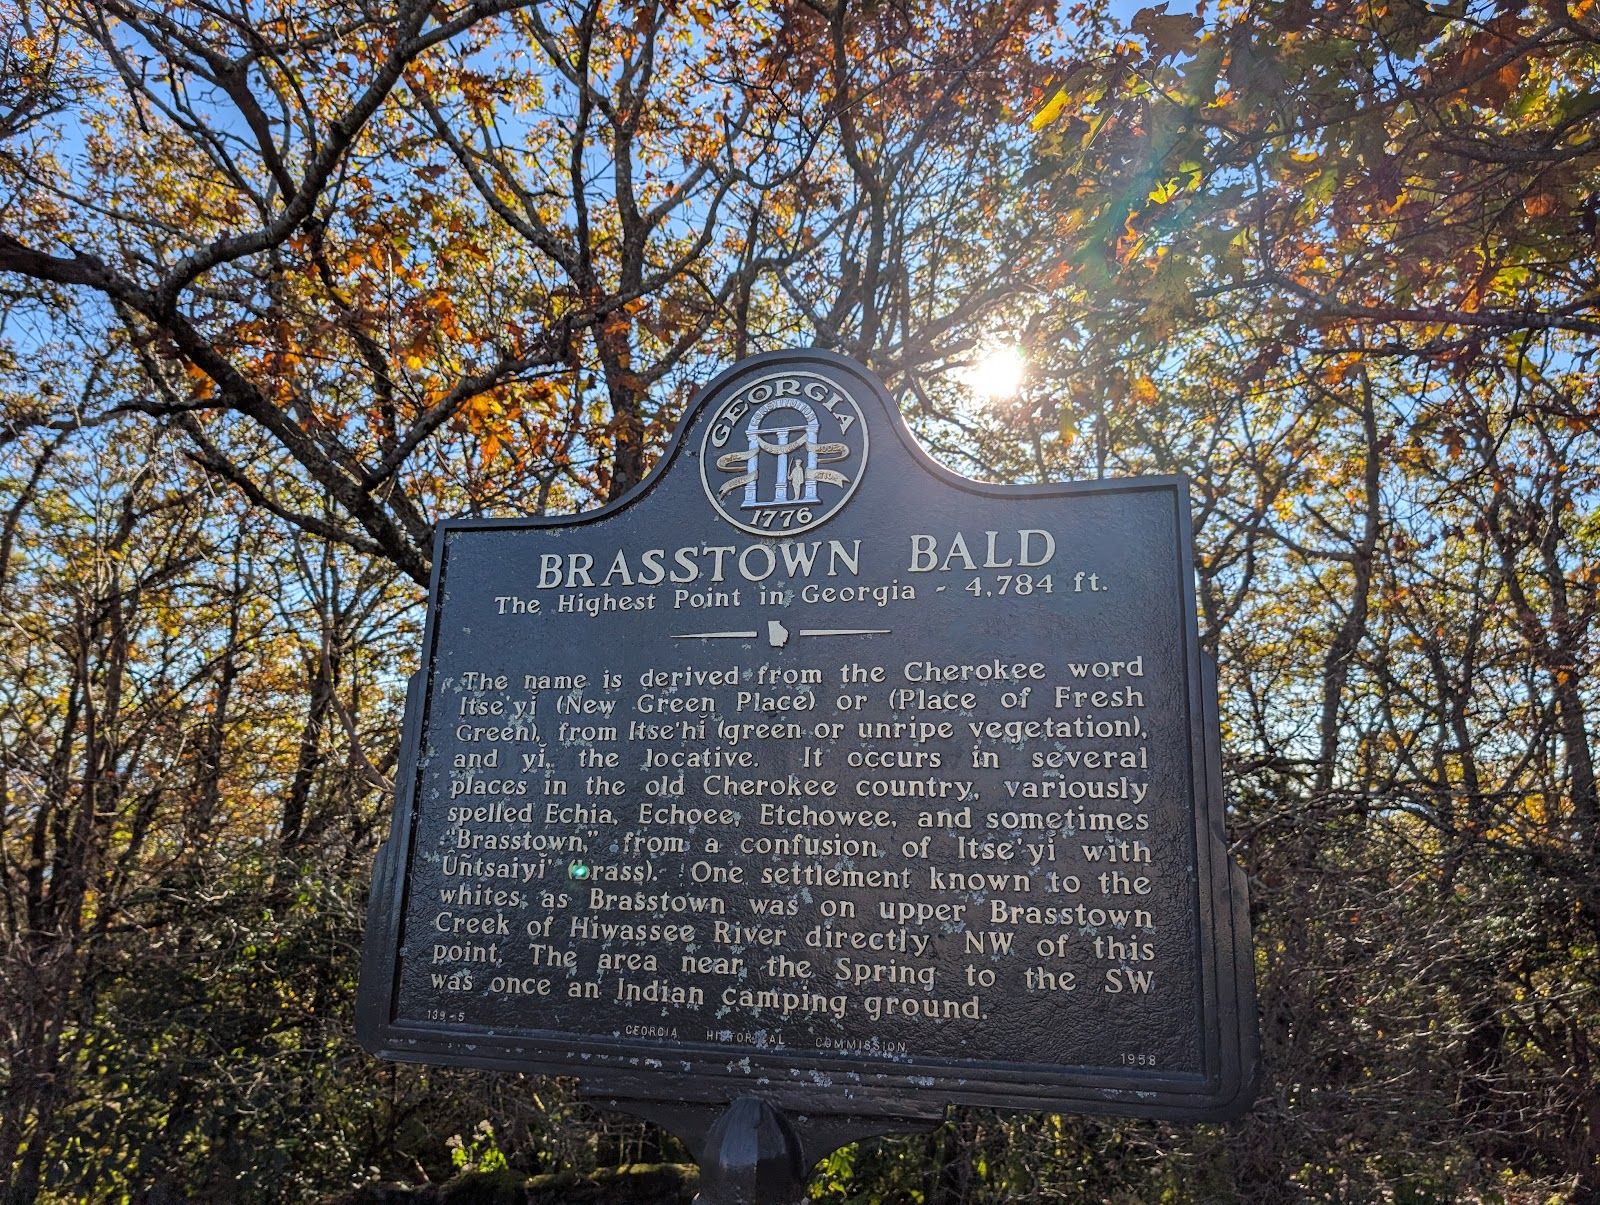 GEORGIA
1776
BRASSTOWN BALD
The Highest Point in Georgia - 4,784 ft.
The name is derived from the Cherokee word
Itse'yĭ (New Green Place) or (Place of Fresh
Green), from Itse'hĭ (green or unripe vegetation),
and yĭ, the locative. It occurs in several
places in the old Cherokee country, variously
spelled Echia, Echoee, Etchowee, and sometimes
"Brasstown," from a confusion of Itse'yĭ with
Ûñtsaiyĭ' (brass). One settlement known to the
whites as Brasstown was on upper Brasstown
Creek of Hiwassee River directly NW of this
point. The area near the Spring to the SW
was once an Indian camping ground.
139-5
GEORGIA HISTORICAL COMMISSION
1958